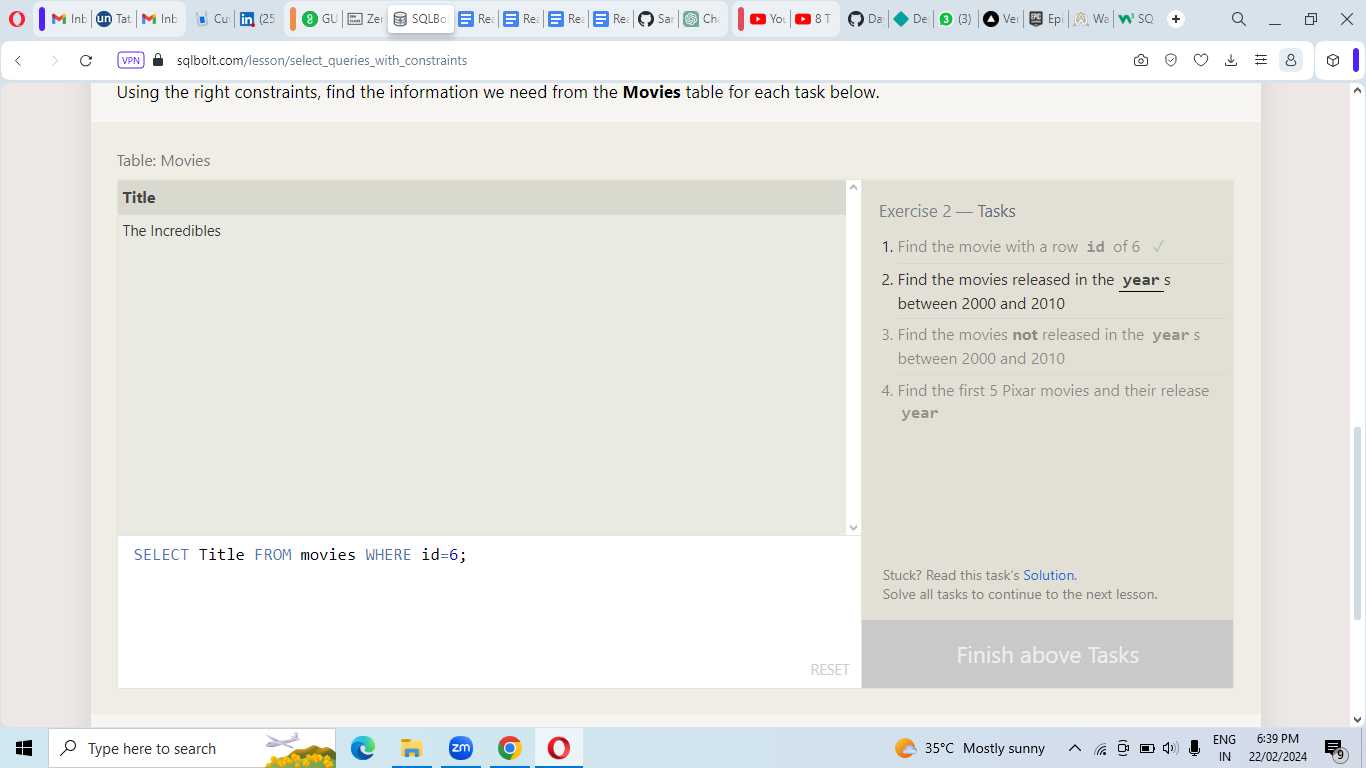 Inb
Tat
Inb
Cu
(25
GU
Ze
SQLBo
Rea
Rea
Rea
Rea
Sar
Ch
You
8 T
Da
De
(3)
Ver
Epi
Wa
SQ
VPN
sqlbolt.com/lesson/select_queries_with_constraints
Using the right constraints, find the information we need from the Movies table for each task below.
Table: Movies
Title
The Incredibles
SELECT Title FROM movies WHERE id=6;
RESET
Exercise 2 — Tasks
1. Find the movie with a row id of 6 ✓
2. Find the movies released in the year s
between 2000 and 2010
3. Find the movies not released in the year s
between 2000 and 2010
4. Find the first 5 Pixar movies and their release
year
Stuck? Read this task's Solution.
Solve all tasks to continue to the next lesson.
Finish above Tasks
Type here to search
zm
35°C Mostly sunny
ENG
IN
6:39 PM
22/02/2024
9